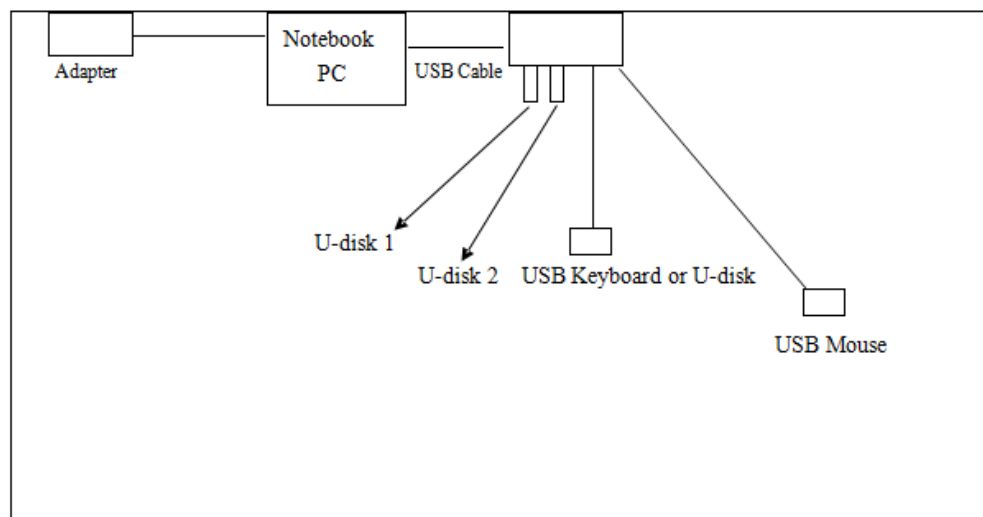 Notebook
PC
Adapter
USB Cable
U-disk 1
U-disk 2
USB Keyboard or U-disk
USB Mouse